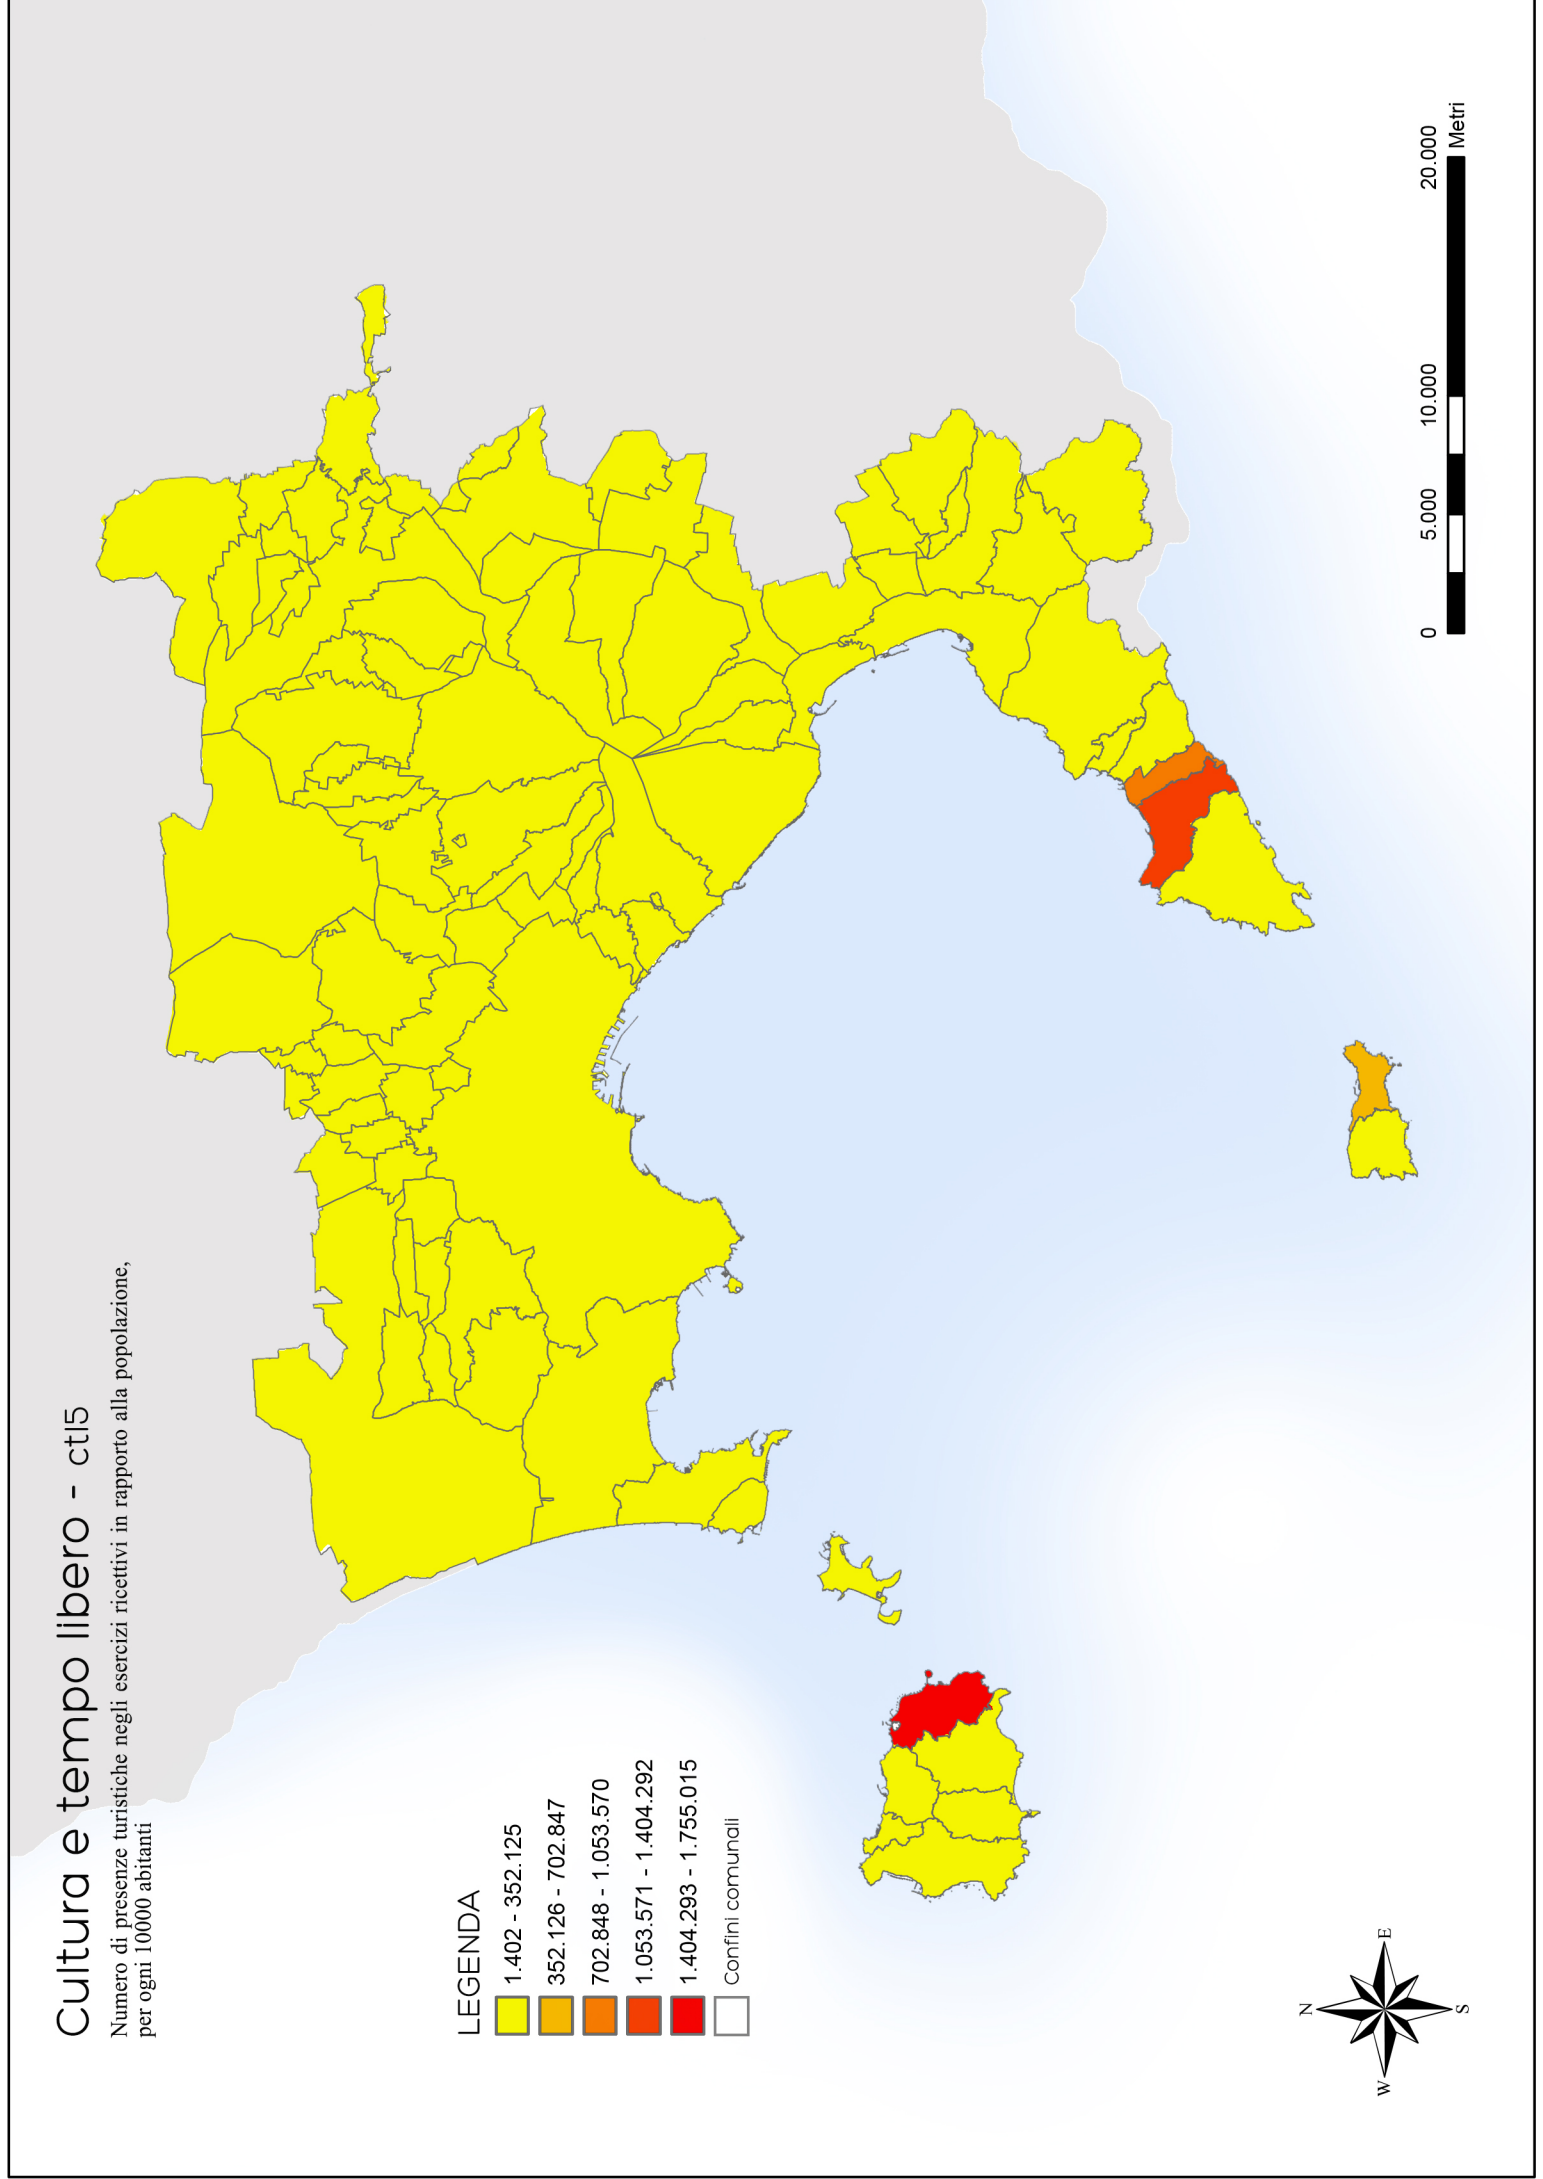 Cultura e tempo libero - ctl5
Numero di presenze turistiche negli esercizi ricettivi in rapporto alla popolazione,
per ogni 10000 abitanti
LEGENDA
1.402 - 352.125
352.126 - 702.847
702.848 - 1.053.570
1.053.571 - 1.404.292
1.404.293 - 1.755.015
Confini comunali
N
W
E
S
0
5.000
10.000
20.000
Metri